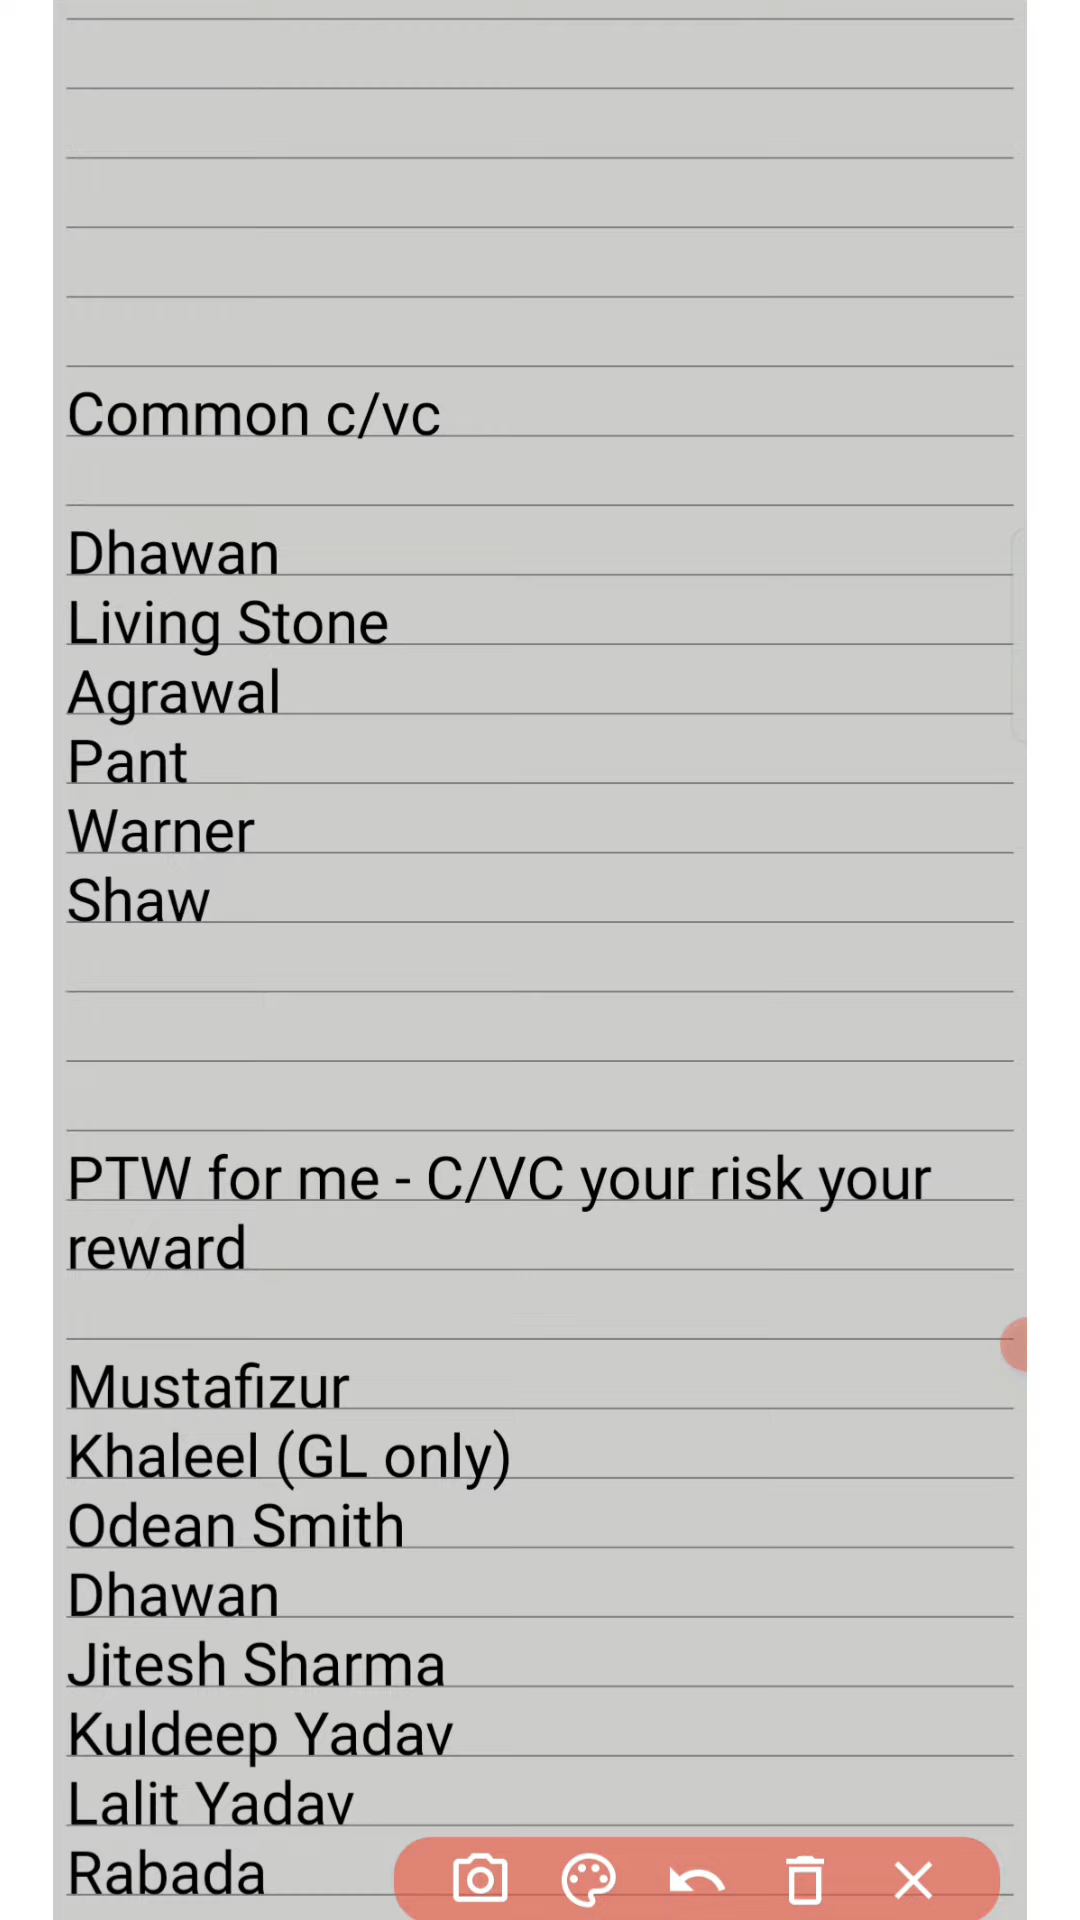 Common c/vc
Dhawan
Living Stone
Agrawal
Pant
Warner
Shaw
PTW for me - C/VC your risk your
reward
Mustafizur
Khaleel (GL only)
Odean Smith
Dhawan
Jitesh Sharma
Kuldeep Yadav
Lalit Yadav
Rabada